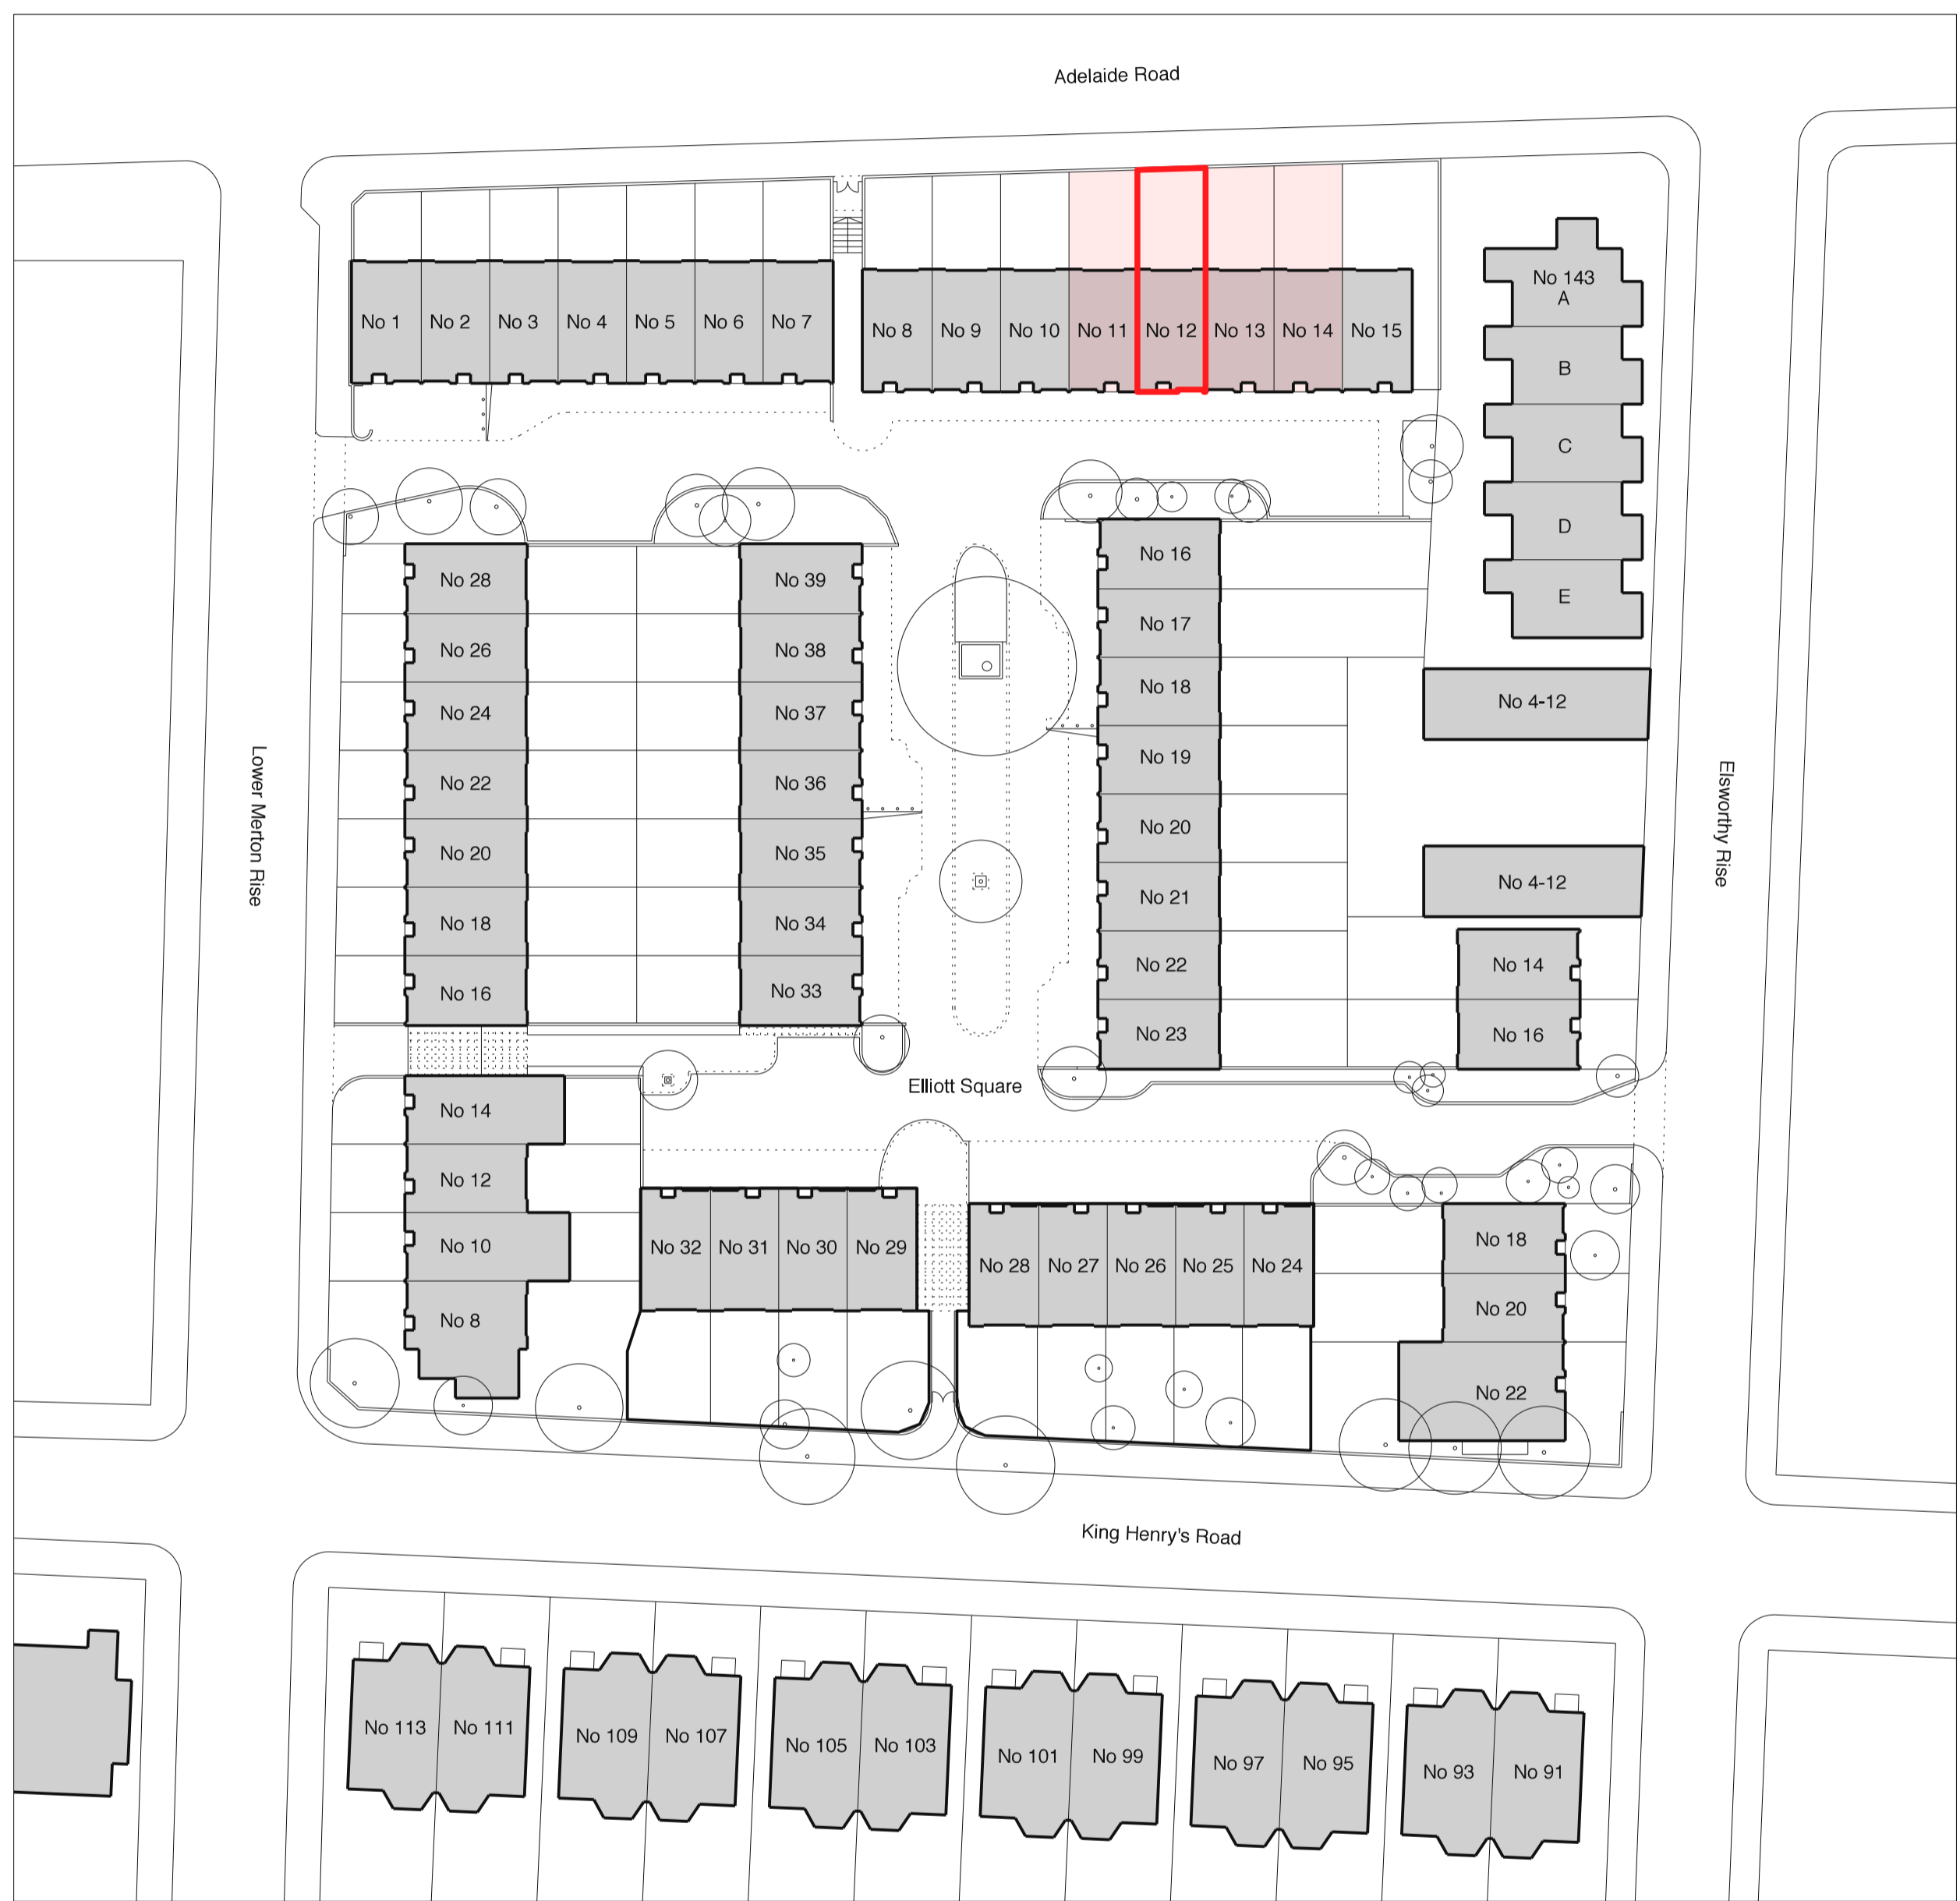 Adelaide Road
No 1
No 2
No 3
No 4
No 5
No 6
No 7
No 8
No 9
No 10
No 11
No 12
No 13
No 14
No 15
No 143
A
B
C
D
E
No 28
No 26
No 24
No 22
No 20
No 18
No 16
No 39
No 38
No 37
No 36
No 35
No 34
No 33
No 16
No 17
No 18
No 19
No 20
No 21
No 22
No 23
No 4-12
No 4-12
No 14
No 16
Lower Merton Rise
Elsworthy Rise
Elliott Square
No 14
No 12
No 10
No 8
No 32
No 31
No 30
No 29
No 28
No 27
No 26
No 25
No 24
No 18
No 20
No 22
King Henry's Road
No 113
No 111
No 109
No 107
No 105
No 103
No 101
No 99
No 97
No 95
No 93
No 91